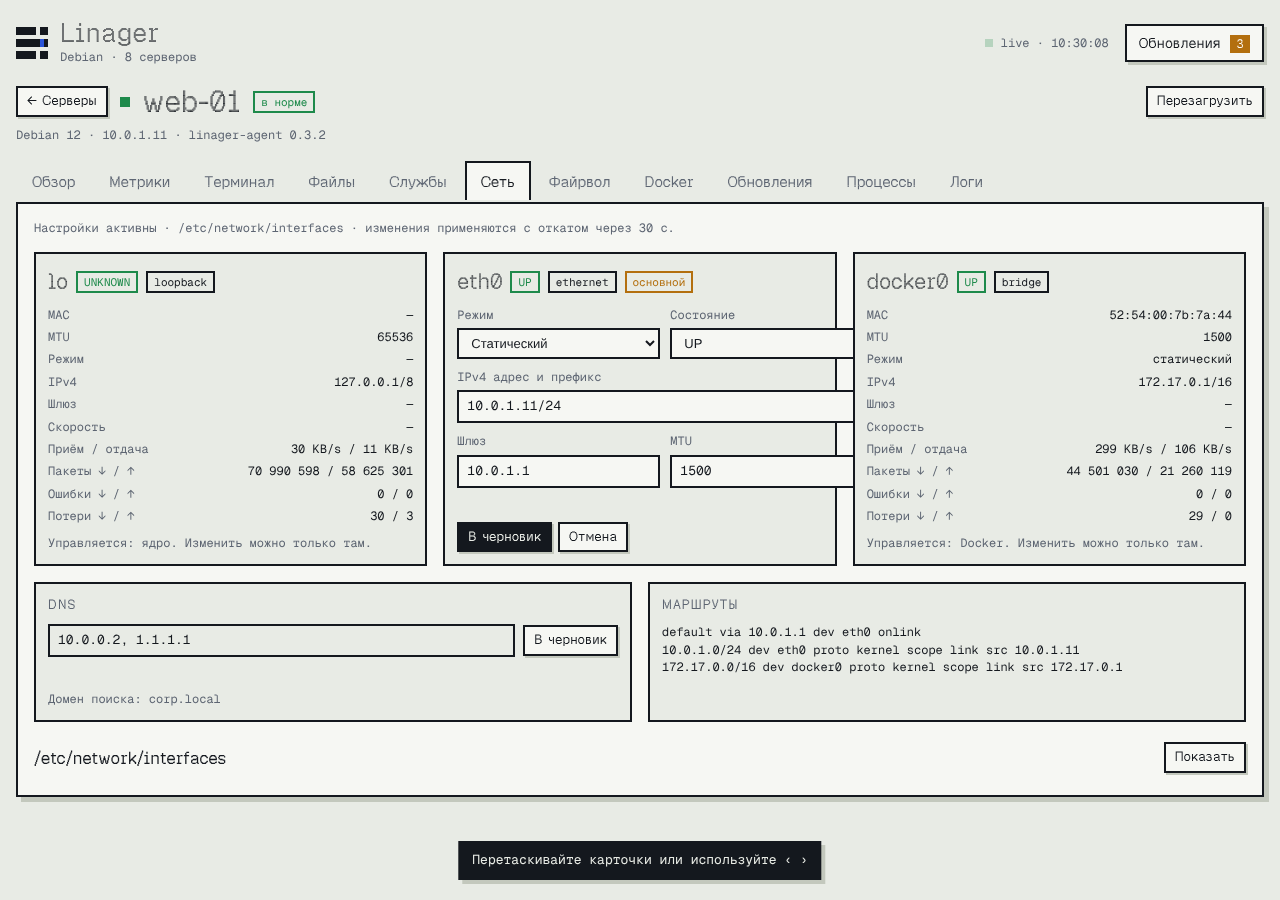 Linager
Debian · 8 серверов
live · 10:30:08
Обновления 3
← Серверы
web-01
в норме
Перезагрузить
Debian 12 · 10.0.1.11 · linager-agent 0.3.2
Обзор
Метрики
Терминал
Файлы
Службы
Сеть
Файрвол
Docker
Обновления
Процессы
Логи
Настройки активны · /etc/network/interfaces · изменения применяются с откатом через 30 с.
lo UNKNOWN loopback
MAC —
MTU 65536
Режим —
IPv4 127.0.0.1/8
Шлюз —
Скорость —
Приём / отдача 30 KB/s / 11 KB/s
Пакеты ↓ / ↑ 70 990 598 / 58 625 301
Ошибки ↓ / ↑ 0 / 0
Потери ↓ / ↑ 30 / 3
Управляется: ядро. Изменить можно только там.
eth0 UP ethernet основной
Режим Состояние
Статический UP
IPv4 адрес и префикс
10.0.1.11/24
Шлюз MTU
10.0.1.1 1500
В черновик Отмена
docker0 UP bridge
MAC 52:54:00:7b:7a:44
MTU 1500
Режим статический
IPv4 172.17.0.1/16
Шлюз —
Скорость —
Приём / отдача 299 KB/s / 106 KB/s
Пакеты ↓ / ↑ 44 501 030 / 21 260 119
Ошибки ↓ / ↑ 0 / 0
Потери ↓ / ↑ 29 / 0
Управляется: Docker. Изменить можно только там.
DNS
10.0.0.2, 1.1.1.1
В черновик
Домен поиска: corp.local
МАРШРУТЫ
default via 10.0.1.1 dev eth0 onlink
10.0.1.0/24 dev eth0 proto kernel scope link src 10.0.1.11
172.17.0.0/16 dev docker0 proto kernel scope link src 172.17.0.1
/etc/network/interfaces
Показать
Перетаскивайте карточки или используйте ‹ ›